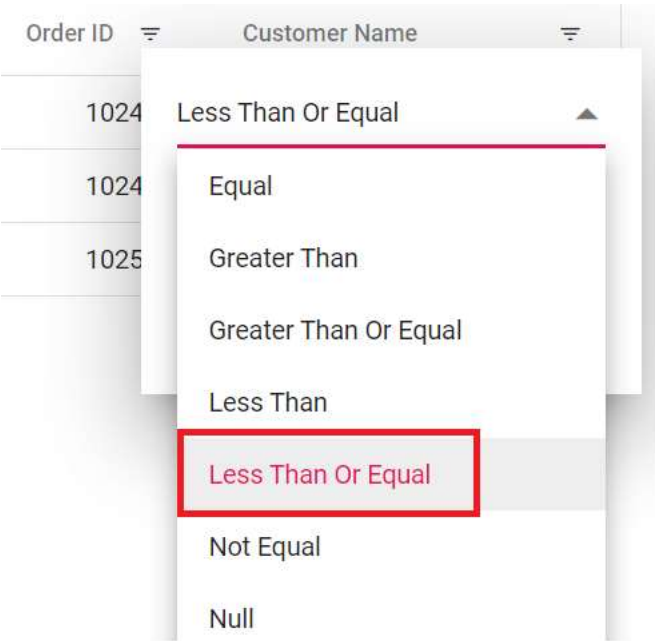 Order ID Customer Name
1024 Less Than Or Equal
1024 Equal
1025 Greater Than
Greater Than Or Equal
Less Than
Less Than Or Equal
Not Equal
Null